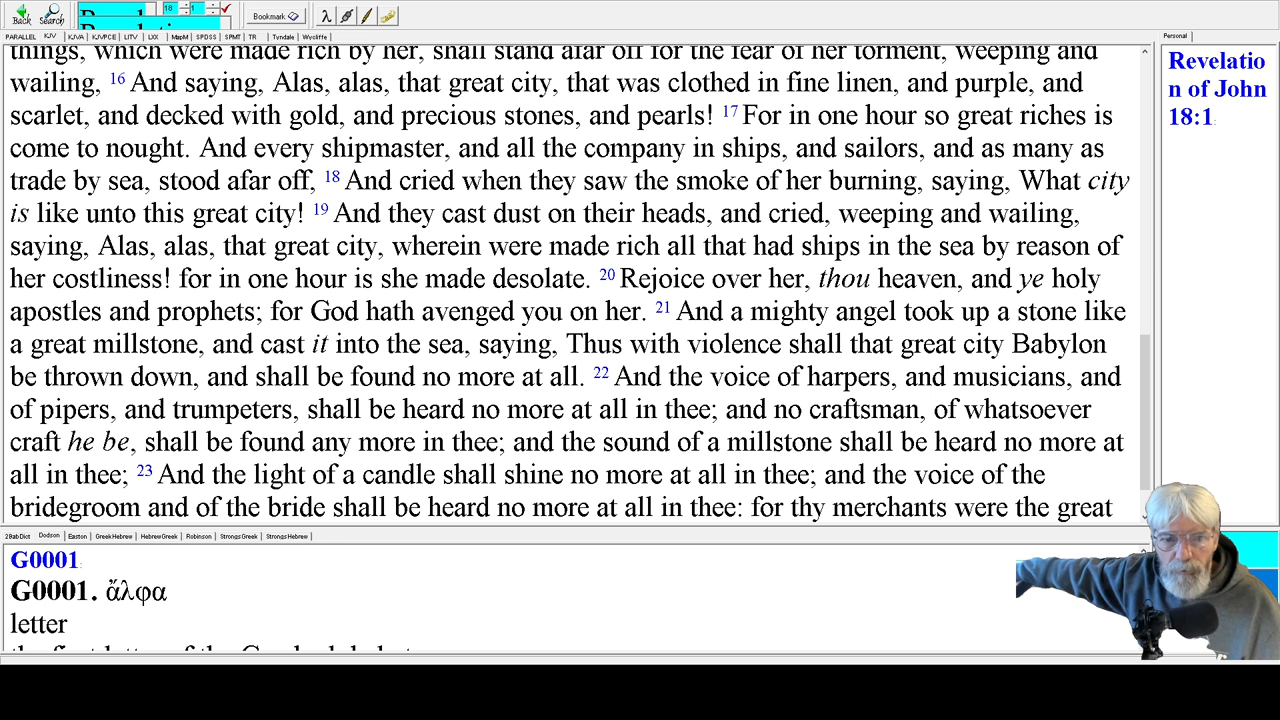 Back Search 18 1 Bookmark
PARALLEL KJV KJVA KJVPCE LITV LXX MapM SPDSS SPMT TR Tyndale Wycliffe Personal
things, which were made rich by her, shall stand afar off for the fear of her torment, weeping and
wailing, 16 And saying, Alas, alas, that great city, that was clothed in fine linen, and purple, and
scarlet, and decked with gold, and precious stones, and pearls! 17 For in one hour so great riches is
come to nought. And every shipmaster, and all the company in ships, and sailors, and as many as
trade by sea, stood afar off, 18 And cried when they saw the smoke of her burning, saying, What city
is like unto this great city! 19 And they cast dust on their heads, and cried, weeping and wailing,
saying, Alas, alas, that great city, wherein were made rich all that had ships in the sea by reason of
her costliness! for in one hour is she made desolate. 20 Rejoice over her, thou heaven, and ye holy
apostles and prophets; for God hath avenged you on her. 21 And a mighty angel took up a stone like
a great millstone, and cast it into the sea, saying, Thus with violence shall that great city Babylon
be thrown down, and shall be found no more at all. 22 And the voice of harpers, and musicians, and
of pipers, and trumpeters, shall be heard no more at all in thee; and no craftsman, of whatsoever
craft he be, shall be found any more in thee; and the sound of a millstone shall be heard no more at
all in thee; 23 And the light of a candle shall shine no more at all in thee; and the voice of the
bridegroom and of the bride shall be heard no more at all in thee: for thy merchants were the great
Revelatio
n of John
18:1
2BabDict Dodson Easton GreekHebrew HebrewGreek Robinson StrongsGreek StrongsHebrew
G0001
G0001. ἄλφα
letter